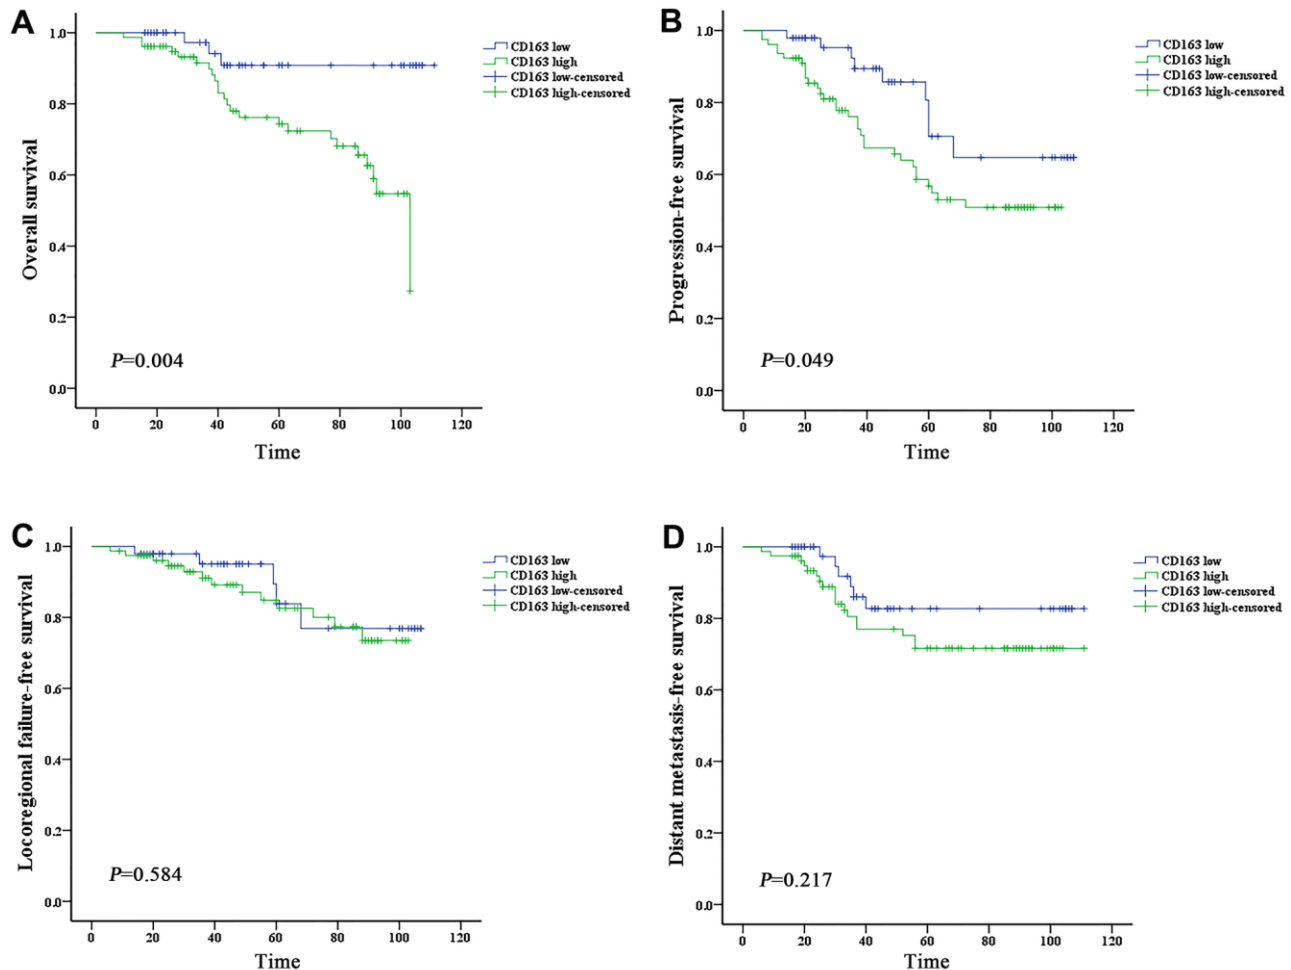 A
1.0
0.8
0.6
0.4
0.2
0.0
Overall survival
CD163 low
CD163 high
CD163 low-censored
CD163 high-censored
P=0.004
0 20 40 60 80 100 120
Time
B
1.0
0.8
0.6
0.4
0.2
0.0
Progression-free survival
CD163 low
CD163 high
CD163 low-censored
CD163 high-censored
P=0.049
0 20 40 60 80 100 120
Time
C
1.0
0.8
0.6
0.4
0.2
0.0
Locoregional failure-free survival
CD163 low
CD163 high
CD163 low-censored
CD163 high-censored
P=0.584
0 20 40 60 80 100 120
Time
D
1.0
0.8
0.6
0.4
0.2
0.0
Distant metastasis-free survival
CD163 low
CD163 high
CD163 low-censored
CD163 high-censored
P=0.217
0 20 40 60 80 100 120
Time